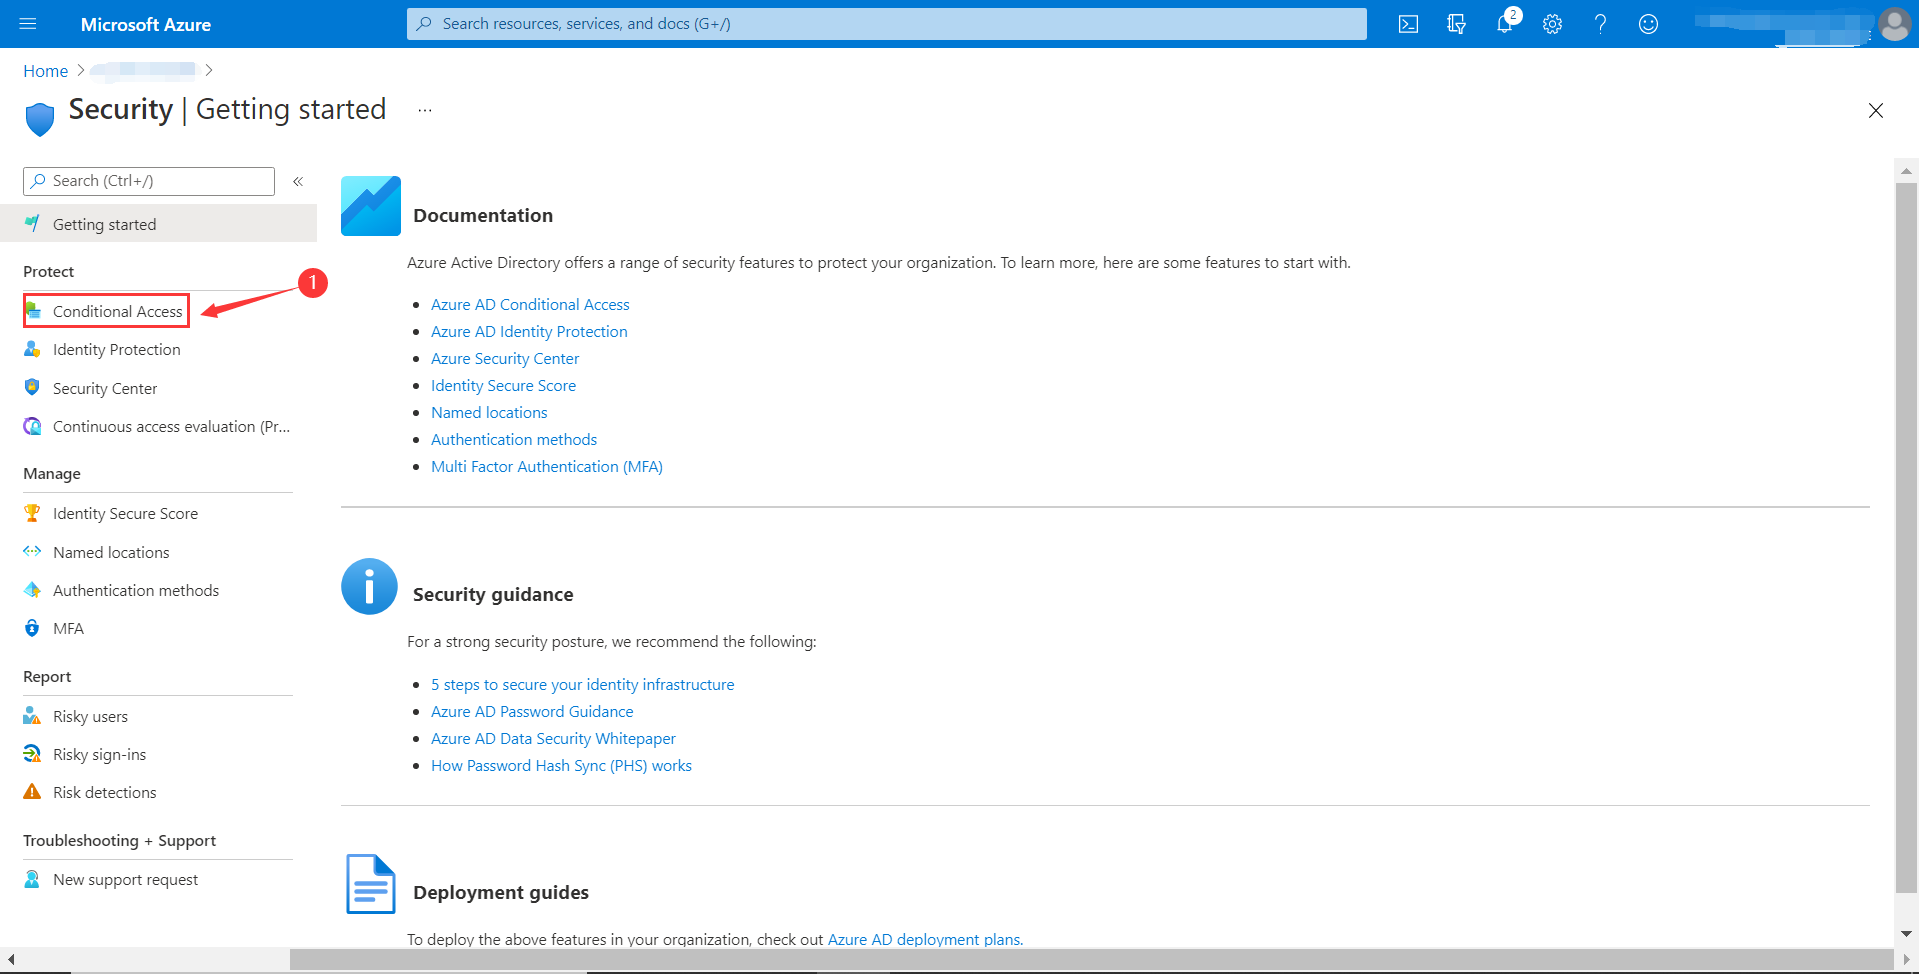 Microsoft Azure
Search resources, services, and docs (G+/)
2
Home
Security | Getting started
...
Search (Ctrl+/)
«
Getting started
Protect
1
Conditional Access
Identity Protection
Security Center
Continuous access evaluation (Pr...
Manage
Identity Secure Score
Named locations
Authentication methods
MFA
Report
Risky users
Risky sign-ins
Risk detections
Troubleshooting + Support
New support request
Documentation
Azure Active Directory offers a range of security features to protect your organization. To learn more, here are some features to start with.
Azure AD Conditional Access
Azure AD Identity Protection
Azure Security Center
Identity Secure Score
Named locations
Authentication methods
Multi Factor Authentication (MFA)
Security guidance
For a strong security posture, we recommend the following:
5 steps to secure your identity infrastructure
Azure AD Password Guidance
Azure AD Data Security Whitepaper
How Password Hash Sync (PHS) works
Deployment guides
To deploy the above features in your organization, check out Azure AD deployment plans.